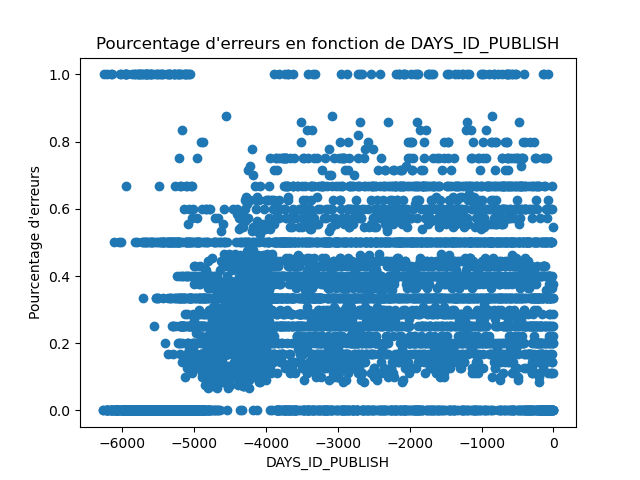 Pourcentage d'erreurs en fonction de DAYS_ID_PUBLISH
1.0
0.8
0.6
0.4
0.2
0.0
Pourcentage d'erreurs
−6000 −5000 −4000 −3000 −2000 −1000 0
DAYS_ID_PUBLISH